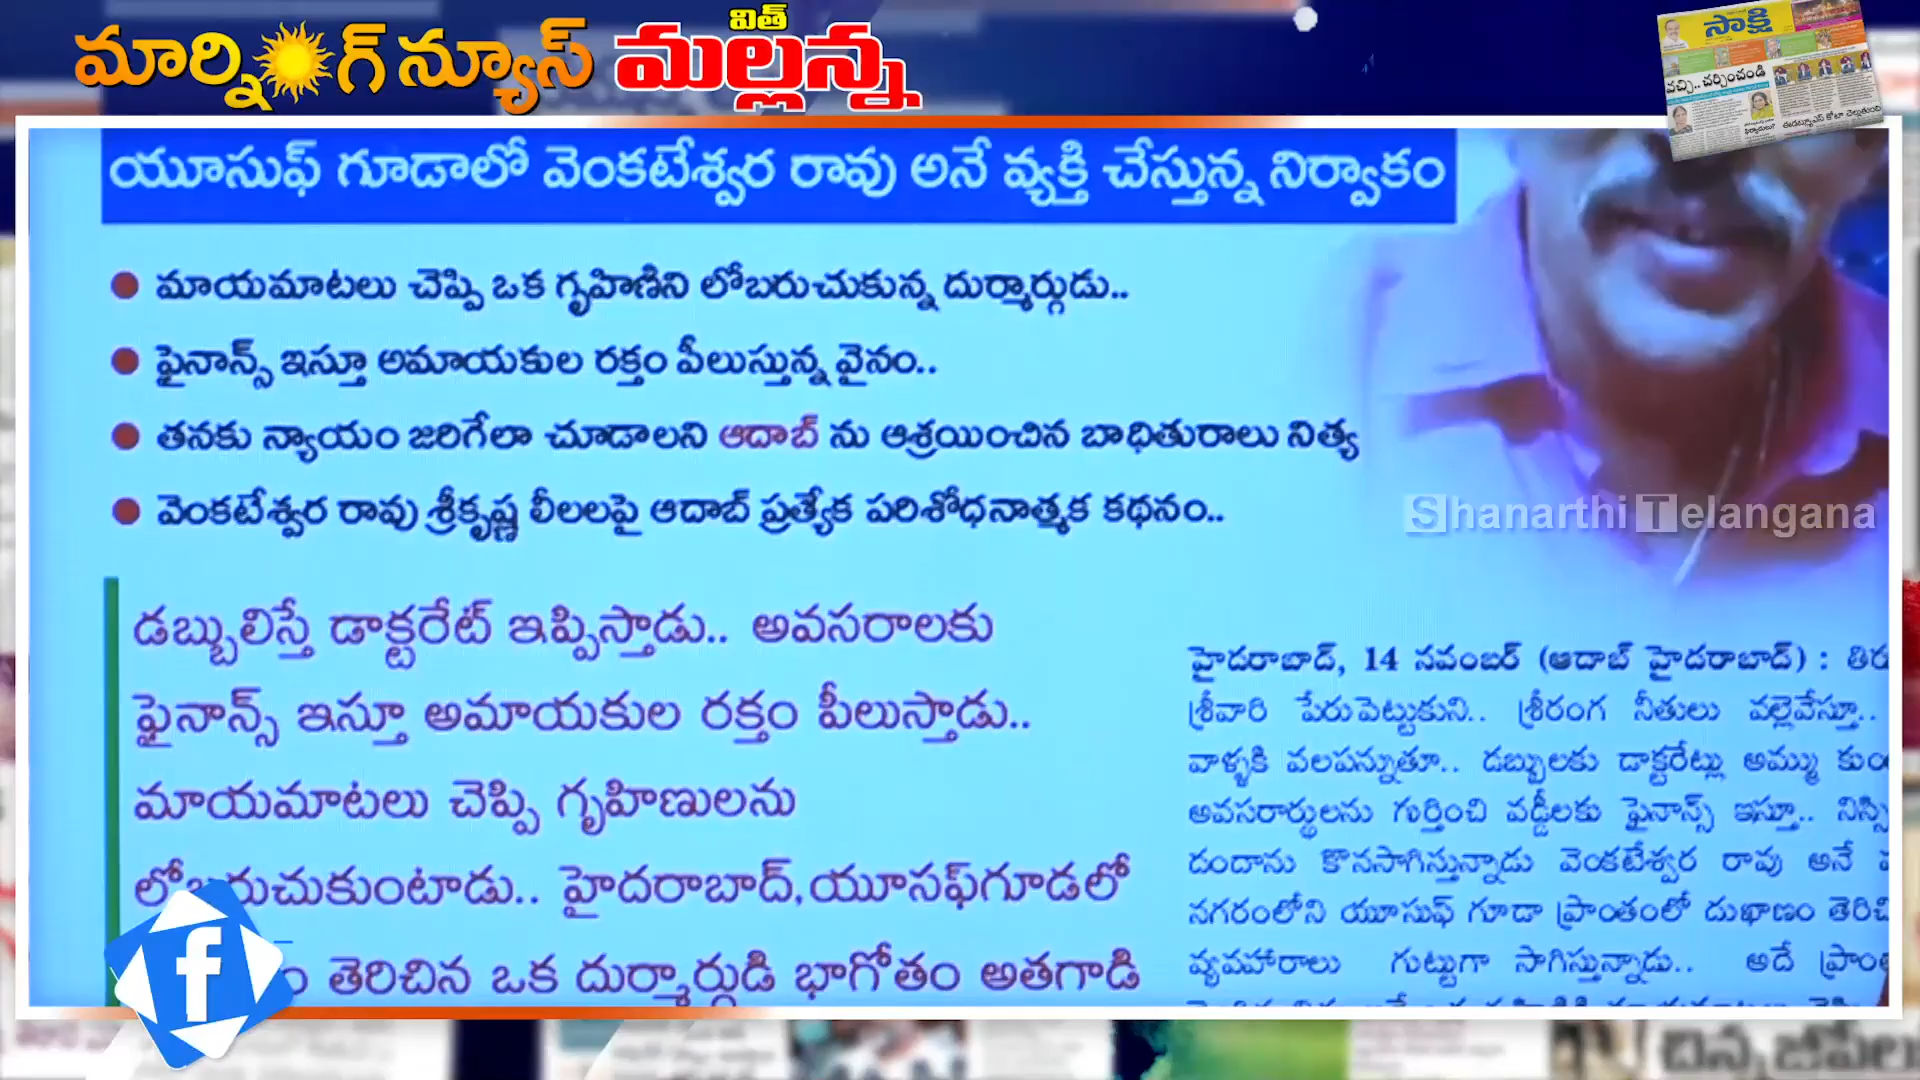 మార్నింగ్ న్యూస్ విత్ మల్లన్న
సాక్షి
వచ్చి.. చర్చించండి
యూసుఫ్ గూడాలో వెంకటేశ్వర రావు అనే వ్యక్తి చేస్తున్న నిర్వాకం
మాయమాటలు చెప్పి ఒక గృహిణిని లోబరుచుకున్న దుర్మార్గుడు..
ఫైనాన్స్ ఇస్తూ అమాయకుల రక్తం పీలుస్తున్న వైనం..
తనకు న్యాయం జరిగేలా చూడాలని ఆదాబ్ ను ఆశ్రయించిన బాధితురాలు నిత్య
వెంకటేశ్వర రావు శ్రీకృష్ణ లీలలపై ఆదాబ్ ప్రత్యేక పరిశోధనాత్మక కథనం..
Shanarthi Telangana
డబ్బులిస్తే డాక్టరేట్ ఇప్పిస్తాడు.. అవసరాలకు
ఫైనాన్స్ ఇస్తూ అమాయకుల రక్తం పీలుస్తాడు..
మాయమాటలు చెప్పి గృహిణులను
లోబరుచుకుంటాడు.. హైదరాబాద్,యూసఫ్‌గూడలో
తెరిచిన ఒక దుర్మార్గుడి భాగోతం అతగాడి
హైదరాబాద్, 14 నవంబర్ (ఆదాబ్ హైదరాబాద్) :
శ్రీవారి పేరుపెట్టుకుని.. శ్రీరంగ నీతులు వల్లెవేస్తూ..
వాళ్ళకి వలపన్నుతూ.. డబ్బులకు డాక్టరేట్లు అమ్ము
అవసరార్థులను గుర్తించి వడ్డీలకు ఫైనాన్స్ ఇస్తూ..
దందాను కొనసాగిస్తున్నాడు వెంకటేశ్వర రావు అనే
నగరంలోని యూసుఫ్ గూడా ప్రాంతంలో దుఖాణం
వ్యవహారాలు గుట్టుగా సాగిస్తున్నాడు.. అదే